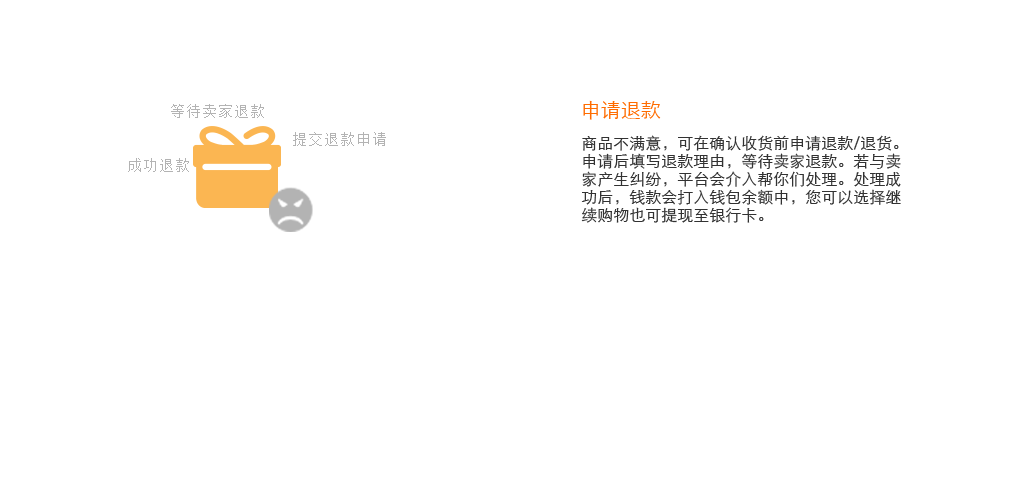 等待卖家退款
提交退款申请
成功退款
申请退款
商品不满意，可在确认收货前申请退款/退货。
申请后填写退款理由，等待卖家退款。若与卖
家产生纠纷，平台会介入帮你们处理。处理成
功后，钱款会打入钱包余额中，您可以选择继
续购物也可提现至银行卡。